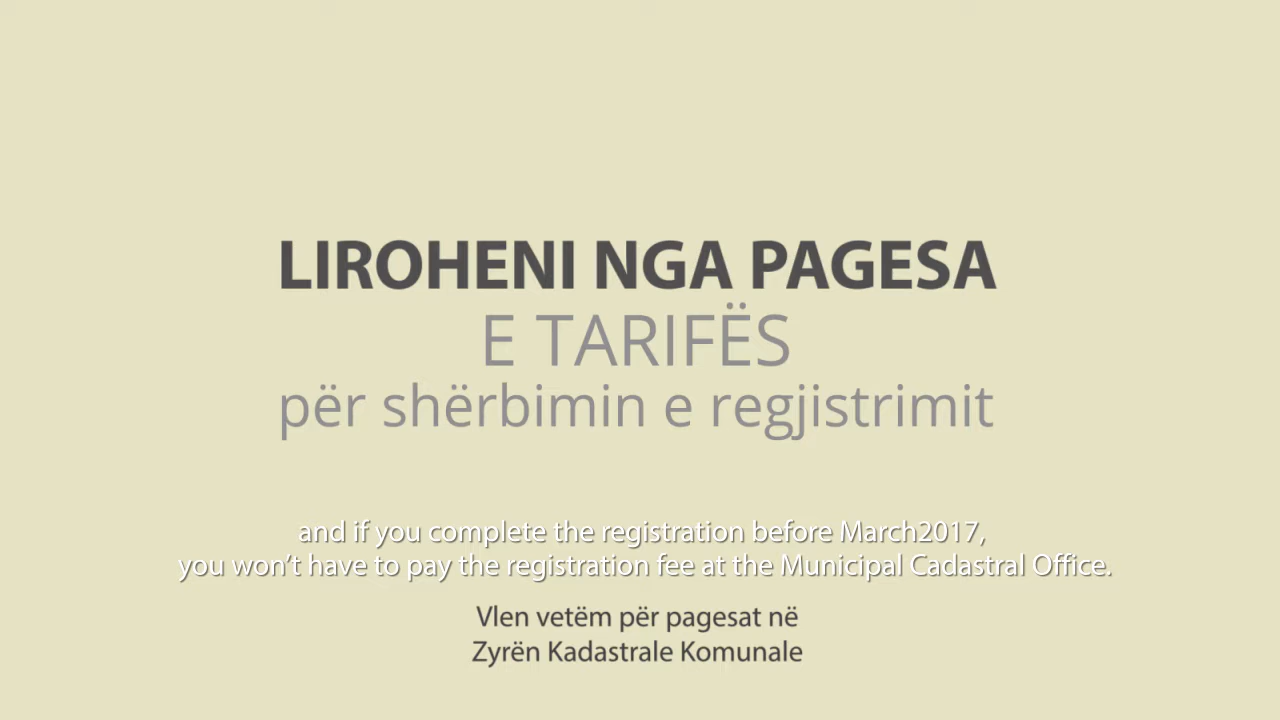 LIROHENI NGA PAGESA
E TARIFËS
për shërbimin e regjistrimit
and if you complete the registration before March2017,
you won’t have to pay the registration fee at the Municipal Cadastral Office.
Vlen vetëm për pagesat në
Zyrën Kadastrale Komunale